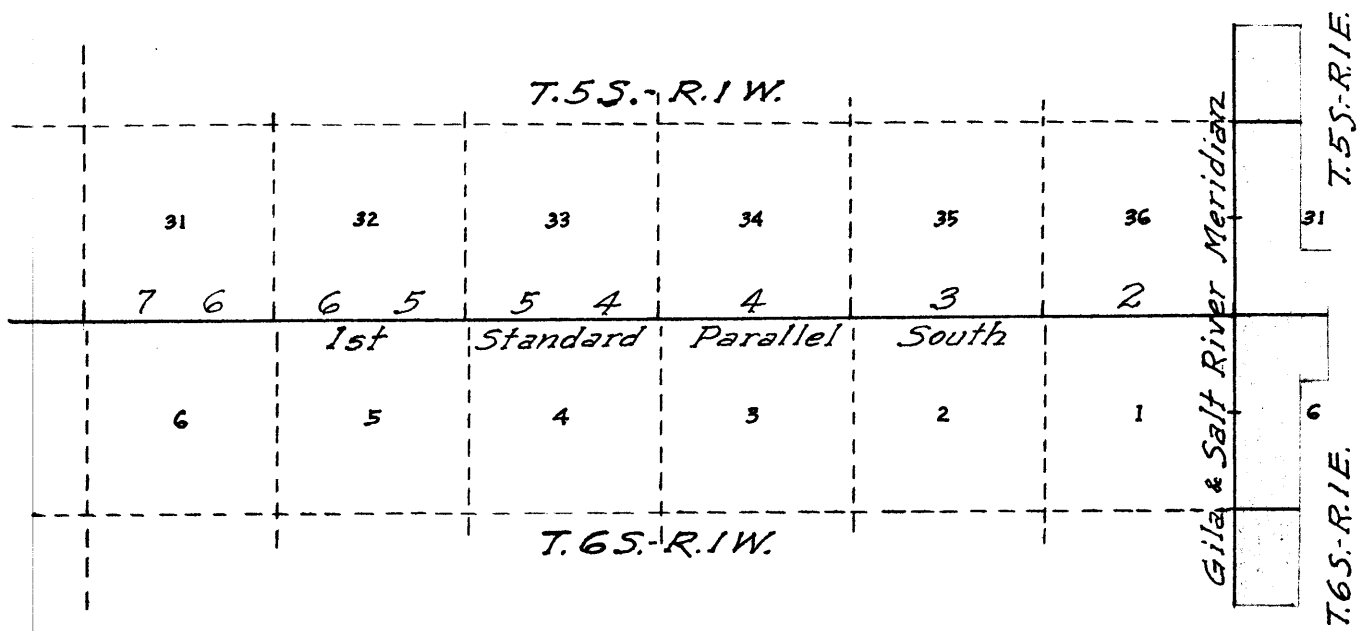 T.5S.-R.1W.
T.5S.-R.1E.
31 32 33 34 35 36 31
7 6 6 5 5 4 4 3 2
1st Standard Parallel South
Gila & Salt River Meridian
6 5 4 3 2 1 6
T.6S.-R.1W.
T.6S.-R.1E.